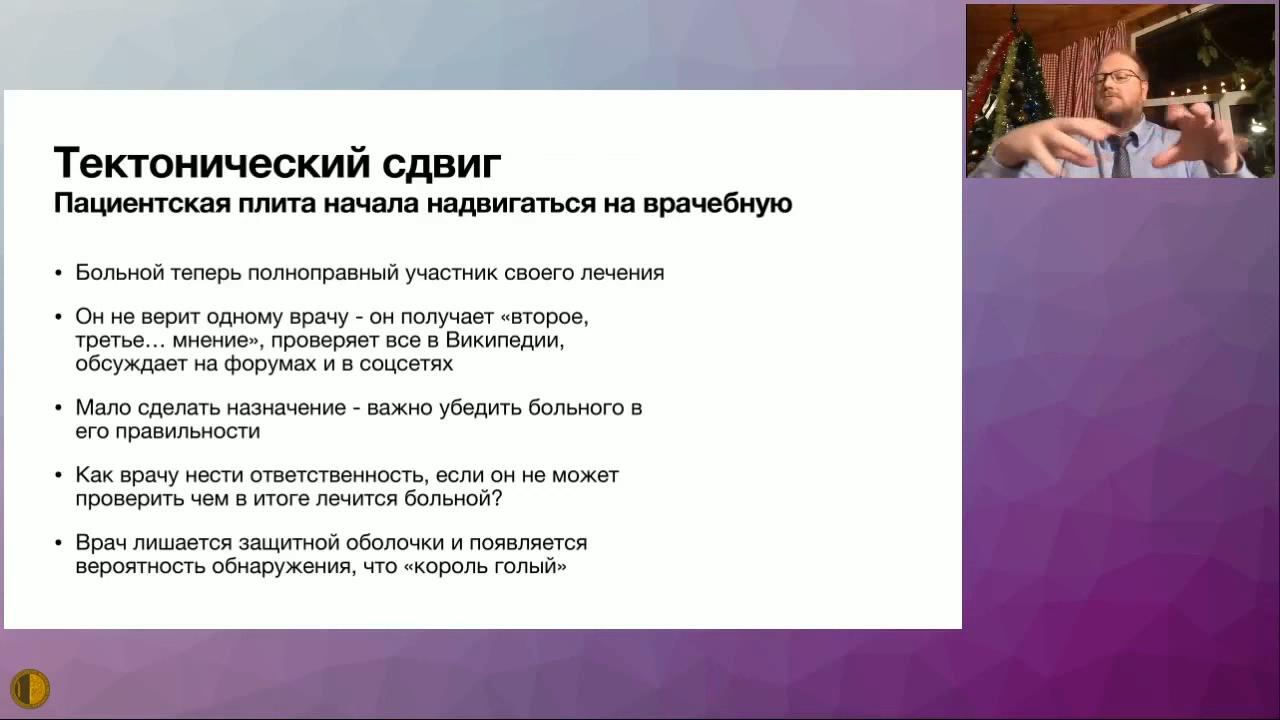 Тектонический сдвиг
Пациентская плита начала надвигаться на врачебную
• Больной теперь полноправный участник своего лечения
• Он не верит одному врачу - он получает «второе,
третье… мнение», проверяет все в Википедии,
обсуждает на форумах и в соцсетях
• Мало сделать назначение - важно убедить больного в
его правильности
• Как врачу нести ответственность, если он не может
проверить чем в итоге лечится больной?
• Врач лишается защитной оболочки и появляется
вероятность обнаружения, что «король голый»